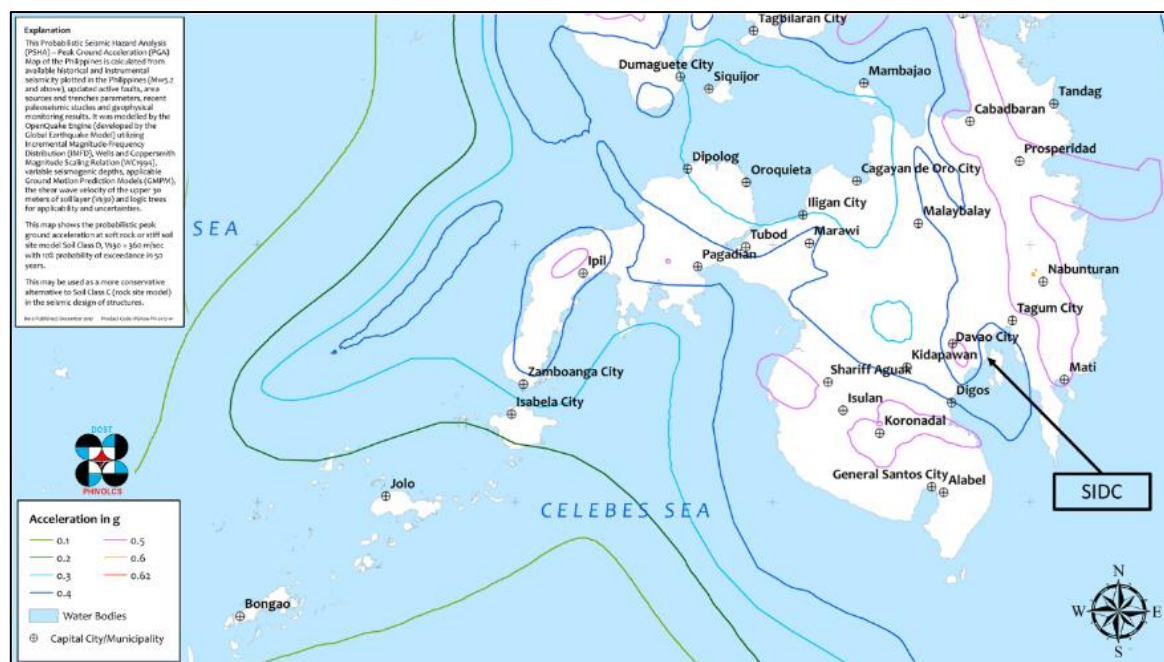 Explanation
This Probabilistic Seismic Hazard Analysis
(PSHA) – Peak Ground Acceleration (PGA)
Map of the Philippines is calculated from
available historical and instrumental
seismicity plotted in the Philippines (Mw5.2
and above), updated active faults, area
sources and trenches parameters, recent
paleoseismic studies and geophysical
monitoring results. It was modelled by the
OpenQuake Engine (developed by the
Global Earthquake Model) utilizing
Incremental Magnitude-Frequency
Distribution (IMFD), Wells and Coppersmith
Magnitude Scaling Relation (WC1994),
variable seismogenic depths, applicable
Ground Motion Prediction Models (GMPM),
the shear wave velocity of the upper 30
meters of soil layer (Vs30) and logic trees
for applicability and uncertainties.
This map shows the probabilistic peak
ground acceleration at soft rock or stiff soil
site model Soil Class D, Vs30 = 360 m/sec
with 10% probability of exceedance in 50
years.
This may be used as a more conservative
alternative to Soil Class C (rock site model)
in the seismic design of structures.
Tagbilaran City
Dumaguete City
Siquijor
Mambajao
Tandag
Cabadbaran
Prosperidad
Dipolog
Oroquieta
Cagayan de Oro City
Iligan City
Malaybalay
SEA
Tubod
Marawi
Ipil
Pagadian
Nabunturan
Tagum City
Davao City
Kidapawan
Zamboanga City
Shariff Aguak
Mati
Isabela City
Isulan
Digos
Koronadal
DOST
PHIVOLCS
Jolo
General Santos City
Alabel
SIDC
CELEBES SEA
Acceleration in g
0.1
0.5
0.2
0.6
0.3
0.62
0.4
Water Bodies
Capital City/Municipality
Bongao
N
W
E
S